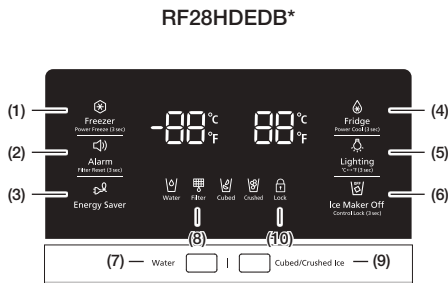 RF28HDEDB*
(1)
Freezer
Power Freeze (3 sec)
(2)
Alarm
Filter Reset (3 sec)
(3)
Energy Saver
-88 °C °F
88 °C °F
Water Filter Cubed Crushed Lock
(8)
(10)
(4)
Fridge
Power Cool (3 sec)
(5)
Lighting
°C↔°F (3 sec)
OFF
(6)
Ice Maker Off
Control Lock (3 sec)
(7) Water Cubed/Crushed Ice (9)